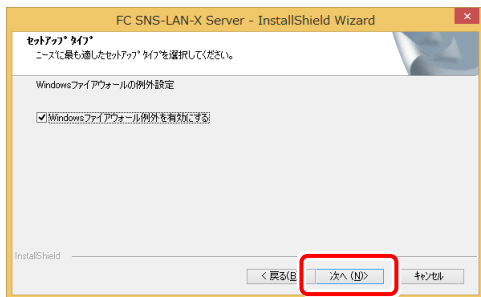 FC SNS-LAN-X Server - InstallShield Wizard
セットアップ タイプ
ニーズに最も適したセットアップ タイプを選択してください。
Windowsファイアウォールの例外設定
Windowsファイアウォール例外を有効にする
InstallShield
< 戻る(B
次へ (N)>
キャンセル